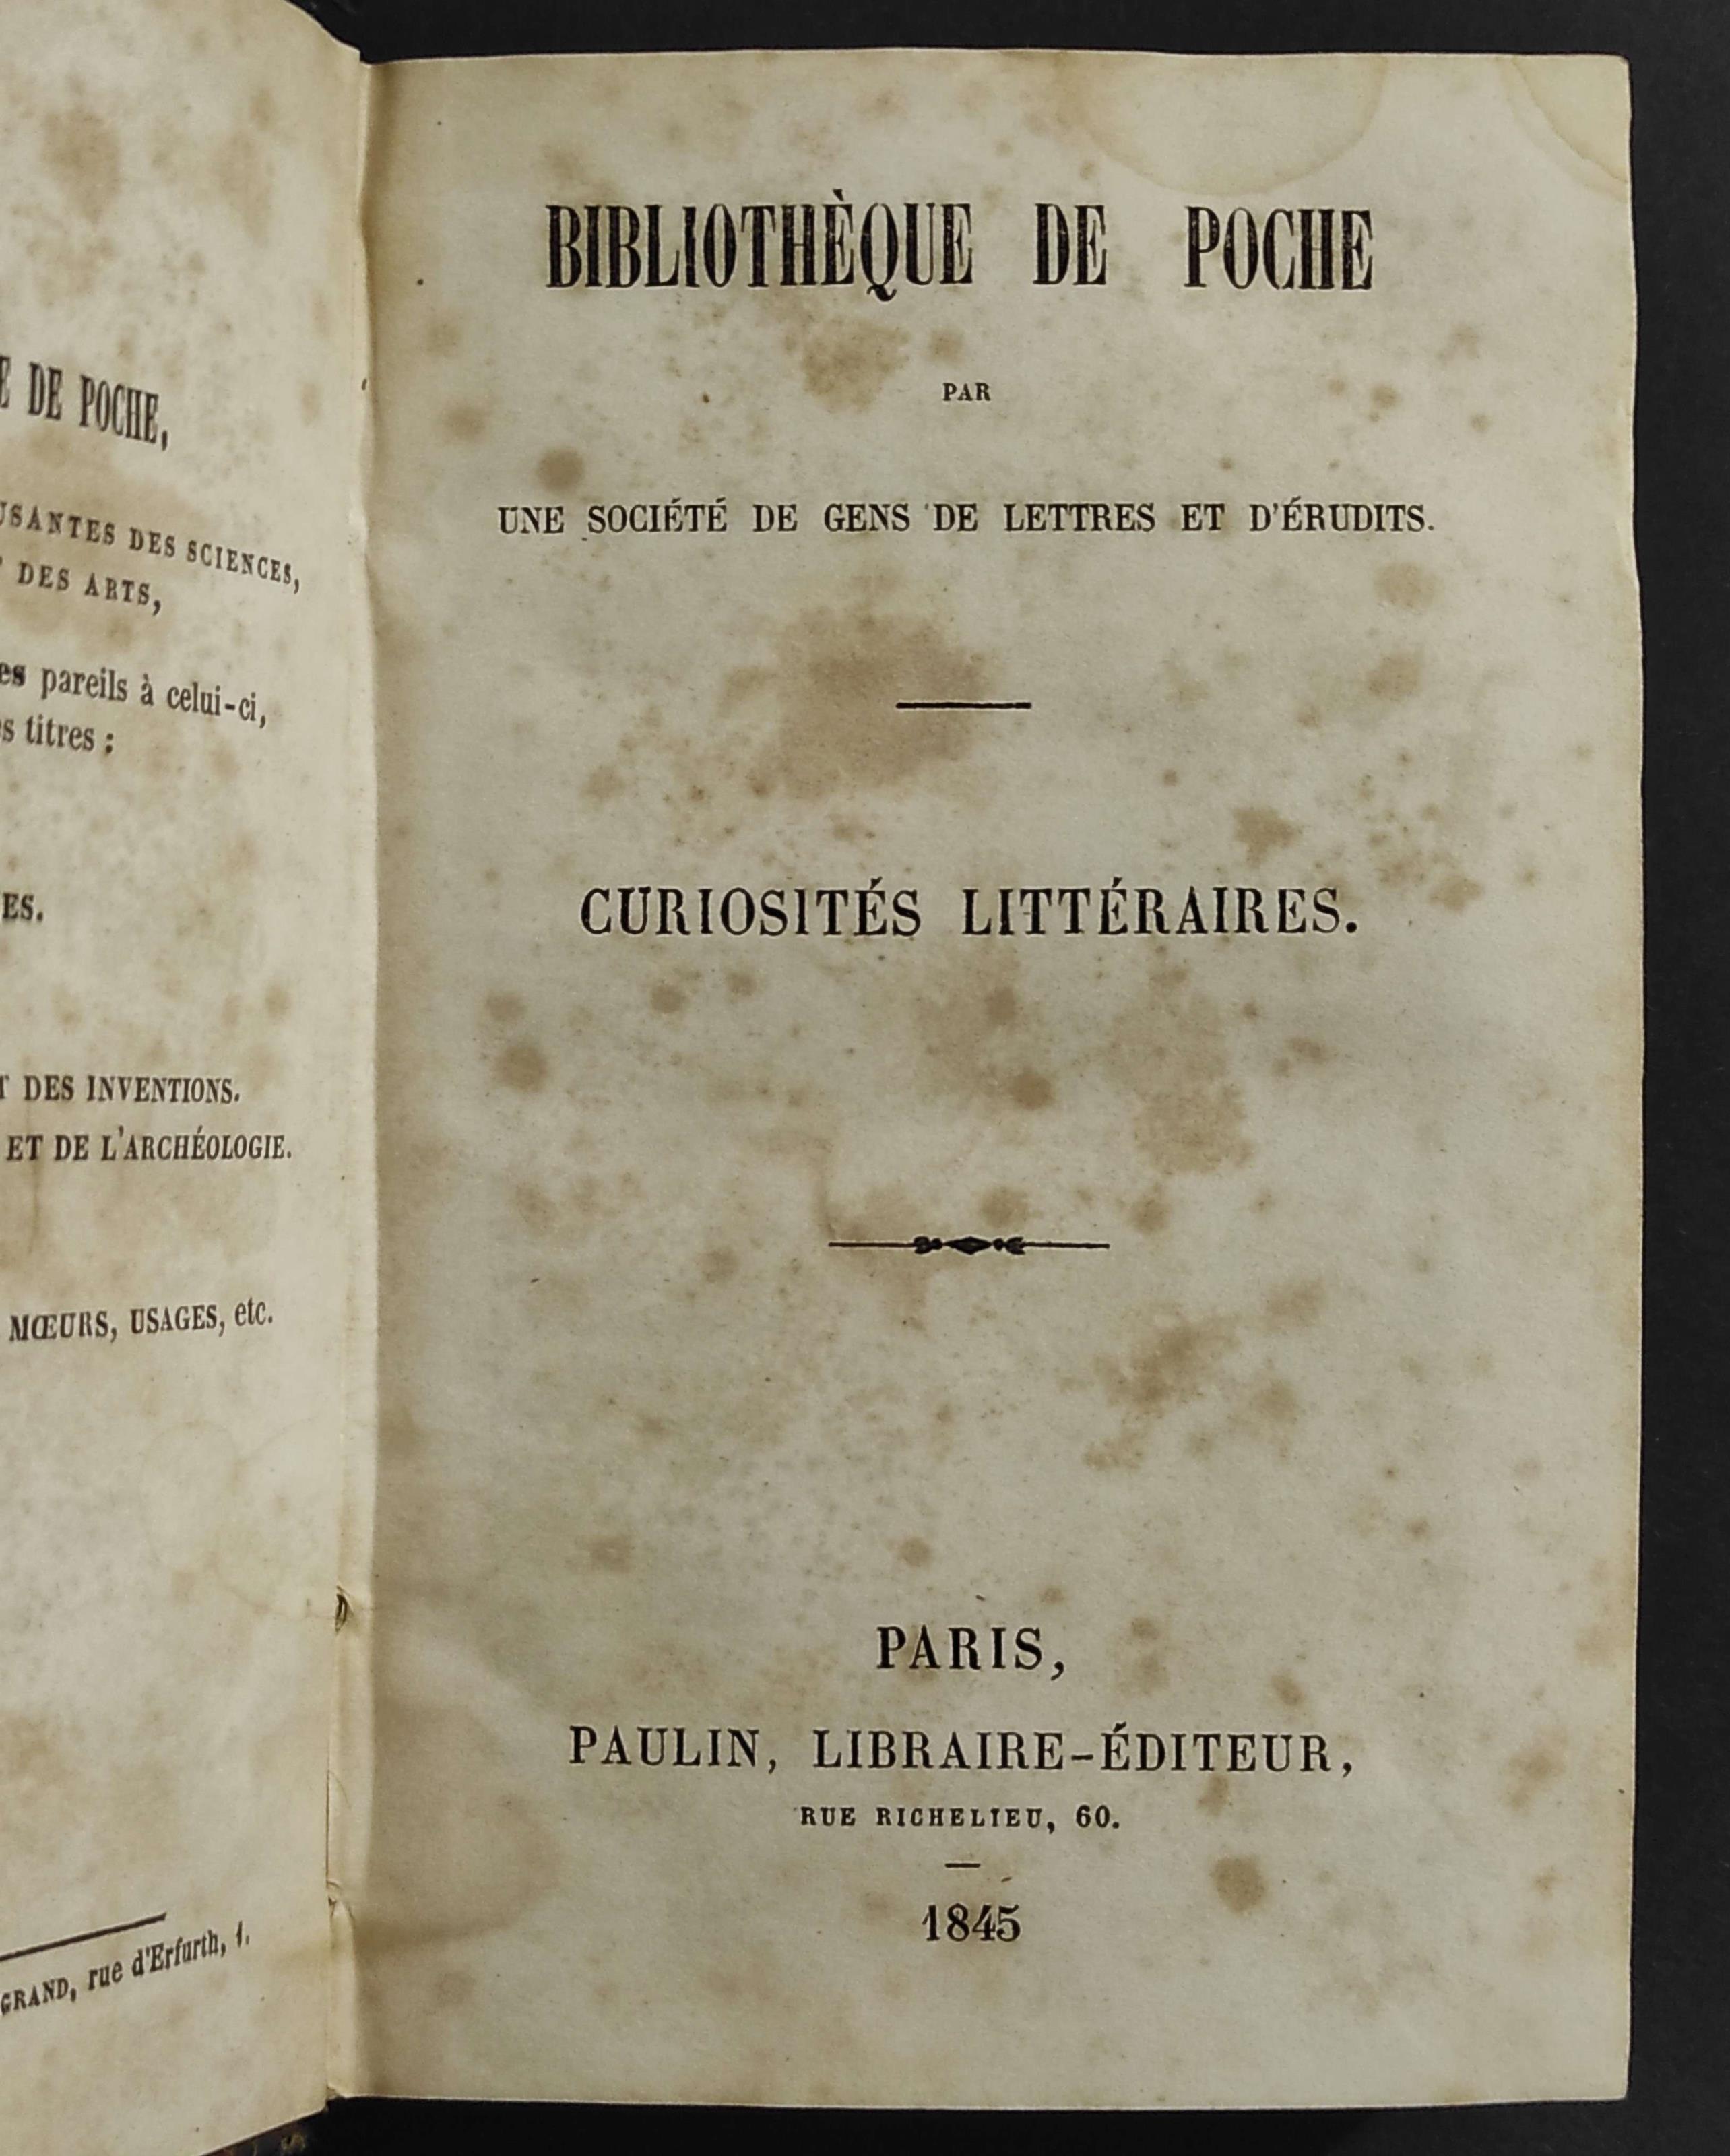 E DE POCHE,
USANTES DES SCIENCES,
DES ARTS,
es pareils à celui-ci,
s titres :
ES.
T DES INVENTIONS.
ET DE L'ARCHÉOLOGIE.
MŒURS, USAGES, etc.
GRAND, rue d'Erfurth, 1.
BIBLIOTHÈQUE DE POCHE
PAR
UNE SOCIÉTÉ DE GENS DE LETTRES ET D'ÉRUDITS.
CURIOSITÉS LITTÉRAIRES.
PARIS,
PAULIN, LIBRAIRE-ÉDITEUR,
RUE RICHELIEU, 60.
1845